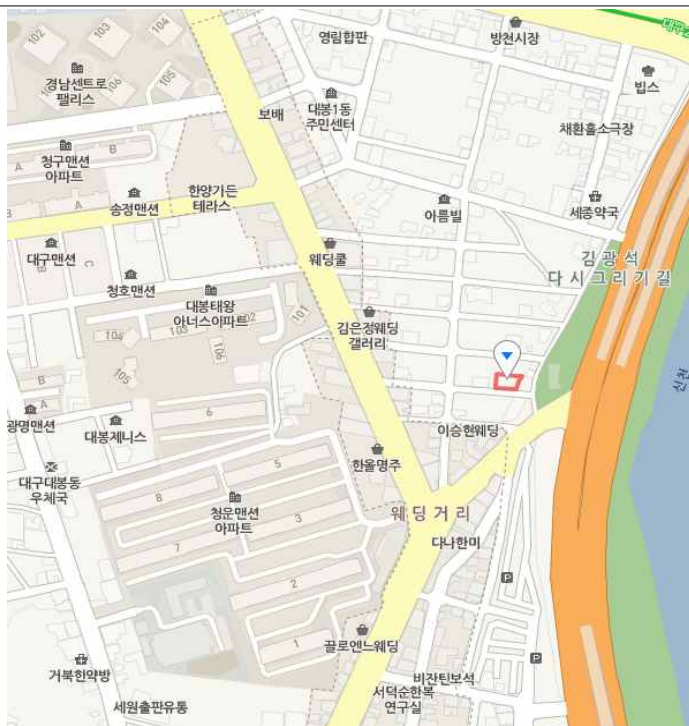 영림합판
방천시장
104
103
102
105
106
경남센트로
팰리스
빕스
보배
대봉1동
주민센터
채환홀소극장
청구맨션
아파트
B
A
B
A
한양가든
테라스
송정맨션
아름빌
세종약국
대구맨션
B
C
웨딩쿨
김광석
다시그리기길
청호맨션
대봉태왕
아너스아파트
101
102
103
104
105
106
김은정웨딩
갤러리
신천
B
A
광명맨션
대봉제니스
6
이승현웨딩
대구대봉동
우체국
5
한올명주
8
청운맨션
아파트
3
웨딩거리
7
다나한미
2
P
1
끌로엔느웨딩
P
거북한약방
비잔틴보석
서덕순한복
연구실
세원출판유통